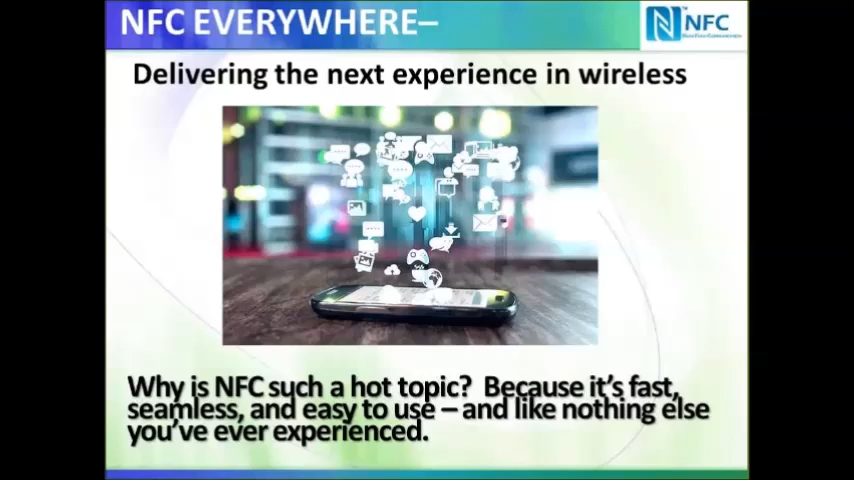 NFC EVERYWHERE–
NFC
Delivering the next experience in wireless
Why is NFC such a hot topic?  Because it's fast,
seamless, and easy to use – and like nothing else
you've ever experienced.